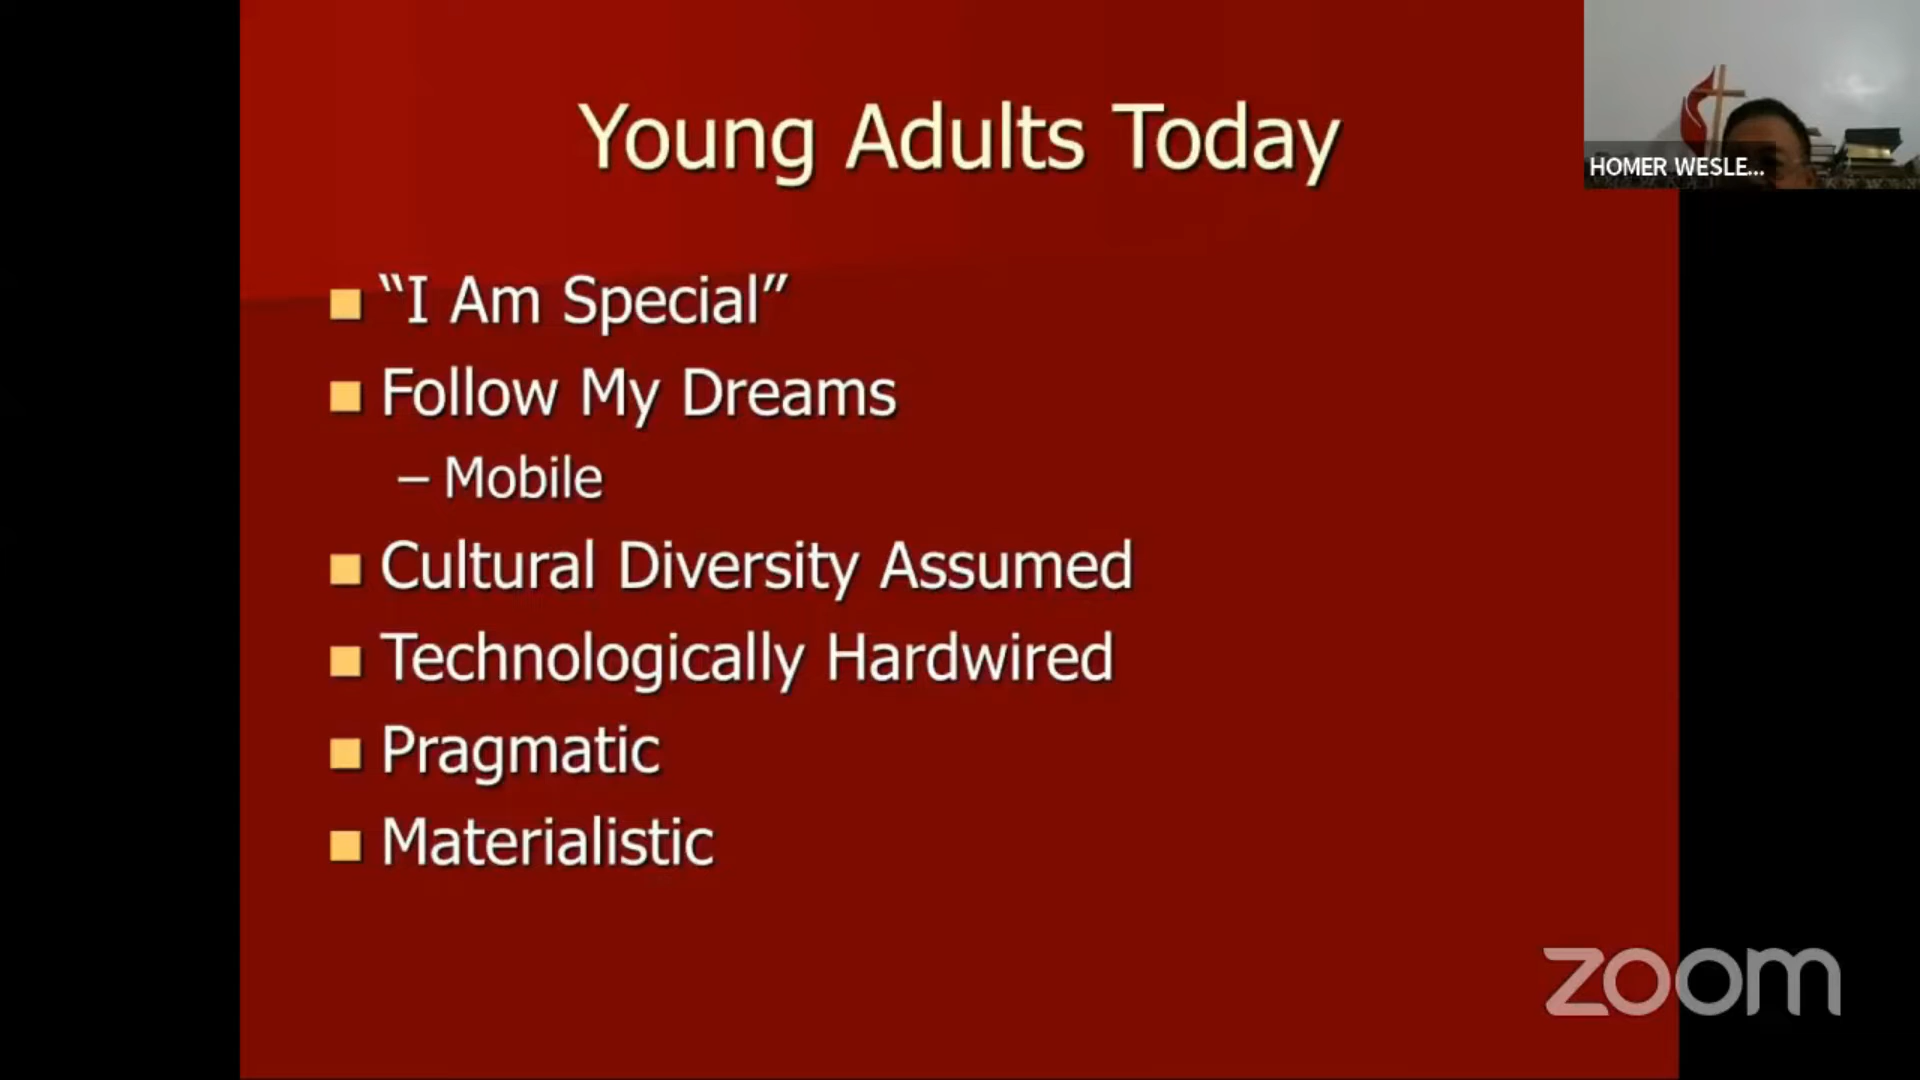 Young Adults Today
HOMER WESLE...
“I Am Special”
Follow My Dreams
– Mobile
Cultural Diversity Assumed
Technologically Hardwired
Pragmatic
Materialistic
zoom